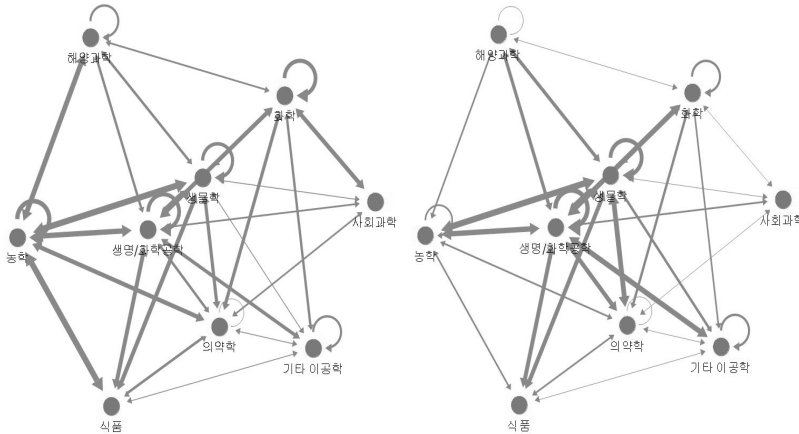 해양과학
화학
생물학
사회과학
생명/화학공학
농학
의약학
기타 이공학
식품
해양과학
화학
생물학
사회과학
생명/화학공학
농학
의약학
기타 이공학
식품